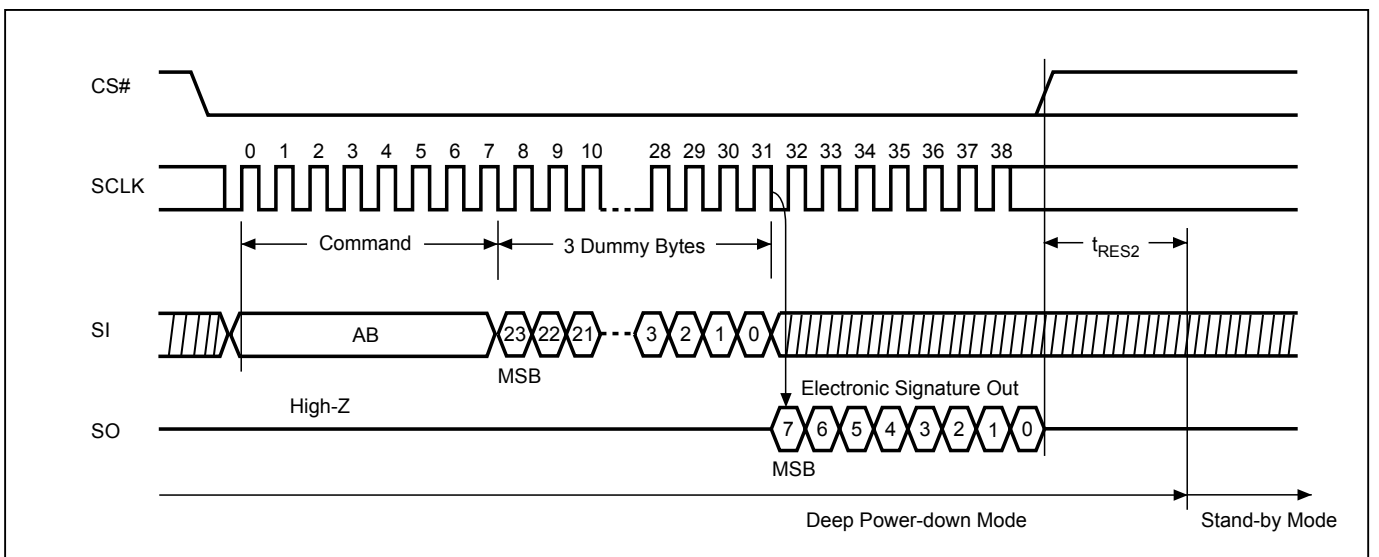 CS#
0 1 2 3 4 5 6 7 8 9 10 28 29 30 31 32 33 34 35 36 37 38
SCLK
Command
3 Dummy Bytes
tRES2
SI
AB
23 22 21 3 2 1 0
MSB
Electronic Signature Out
High-Z
SO
7 6 5 4 3 2 1 0
MSB
Deep Power-down Mode
Stand-by Mode